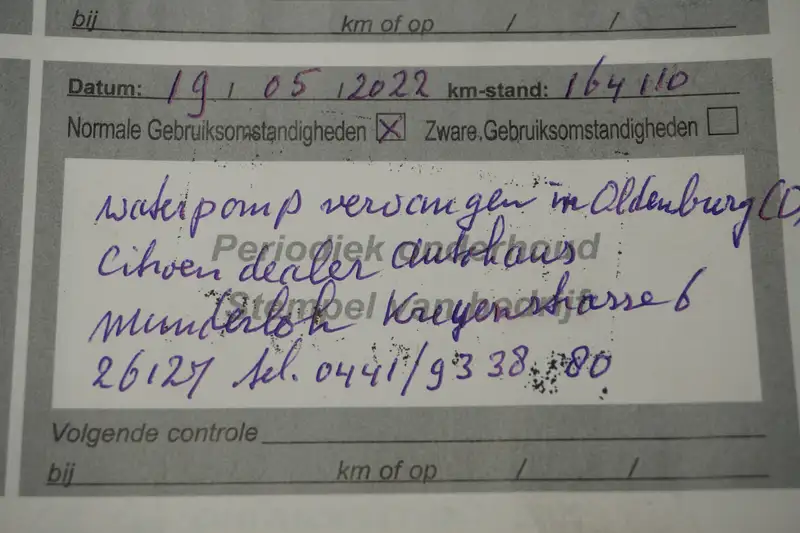 bij km of op / /
Datum: 19 / 05 / 2022 km-stand: 164110
Normale Gebruiksomstandigheden ☒ Zware Gebruiksomstandigheden ☐
waterpomp vervangen in Oldenburg (D)
Periodiek onderhoud
Citroen dealer Autohaus
(Stempel van bedrijf)
Munderloh Kreyenstrasse 6
26127 tel. 0441/9338 80
Volgende controle
bij km of op / /